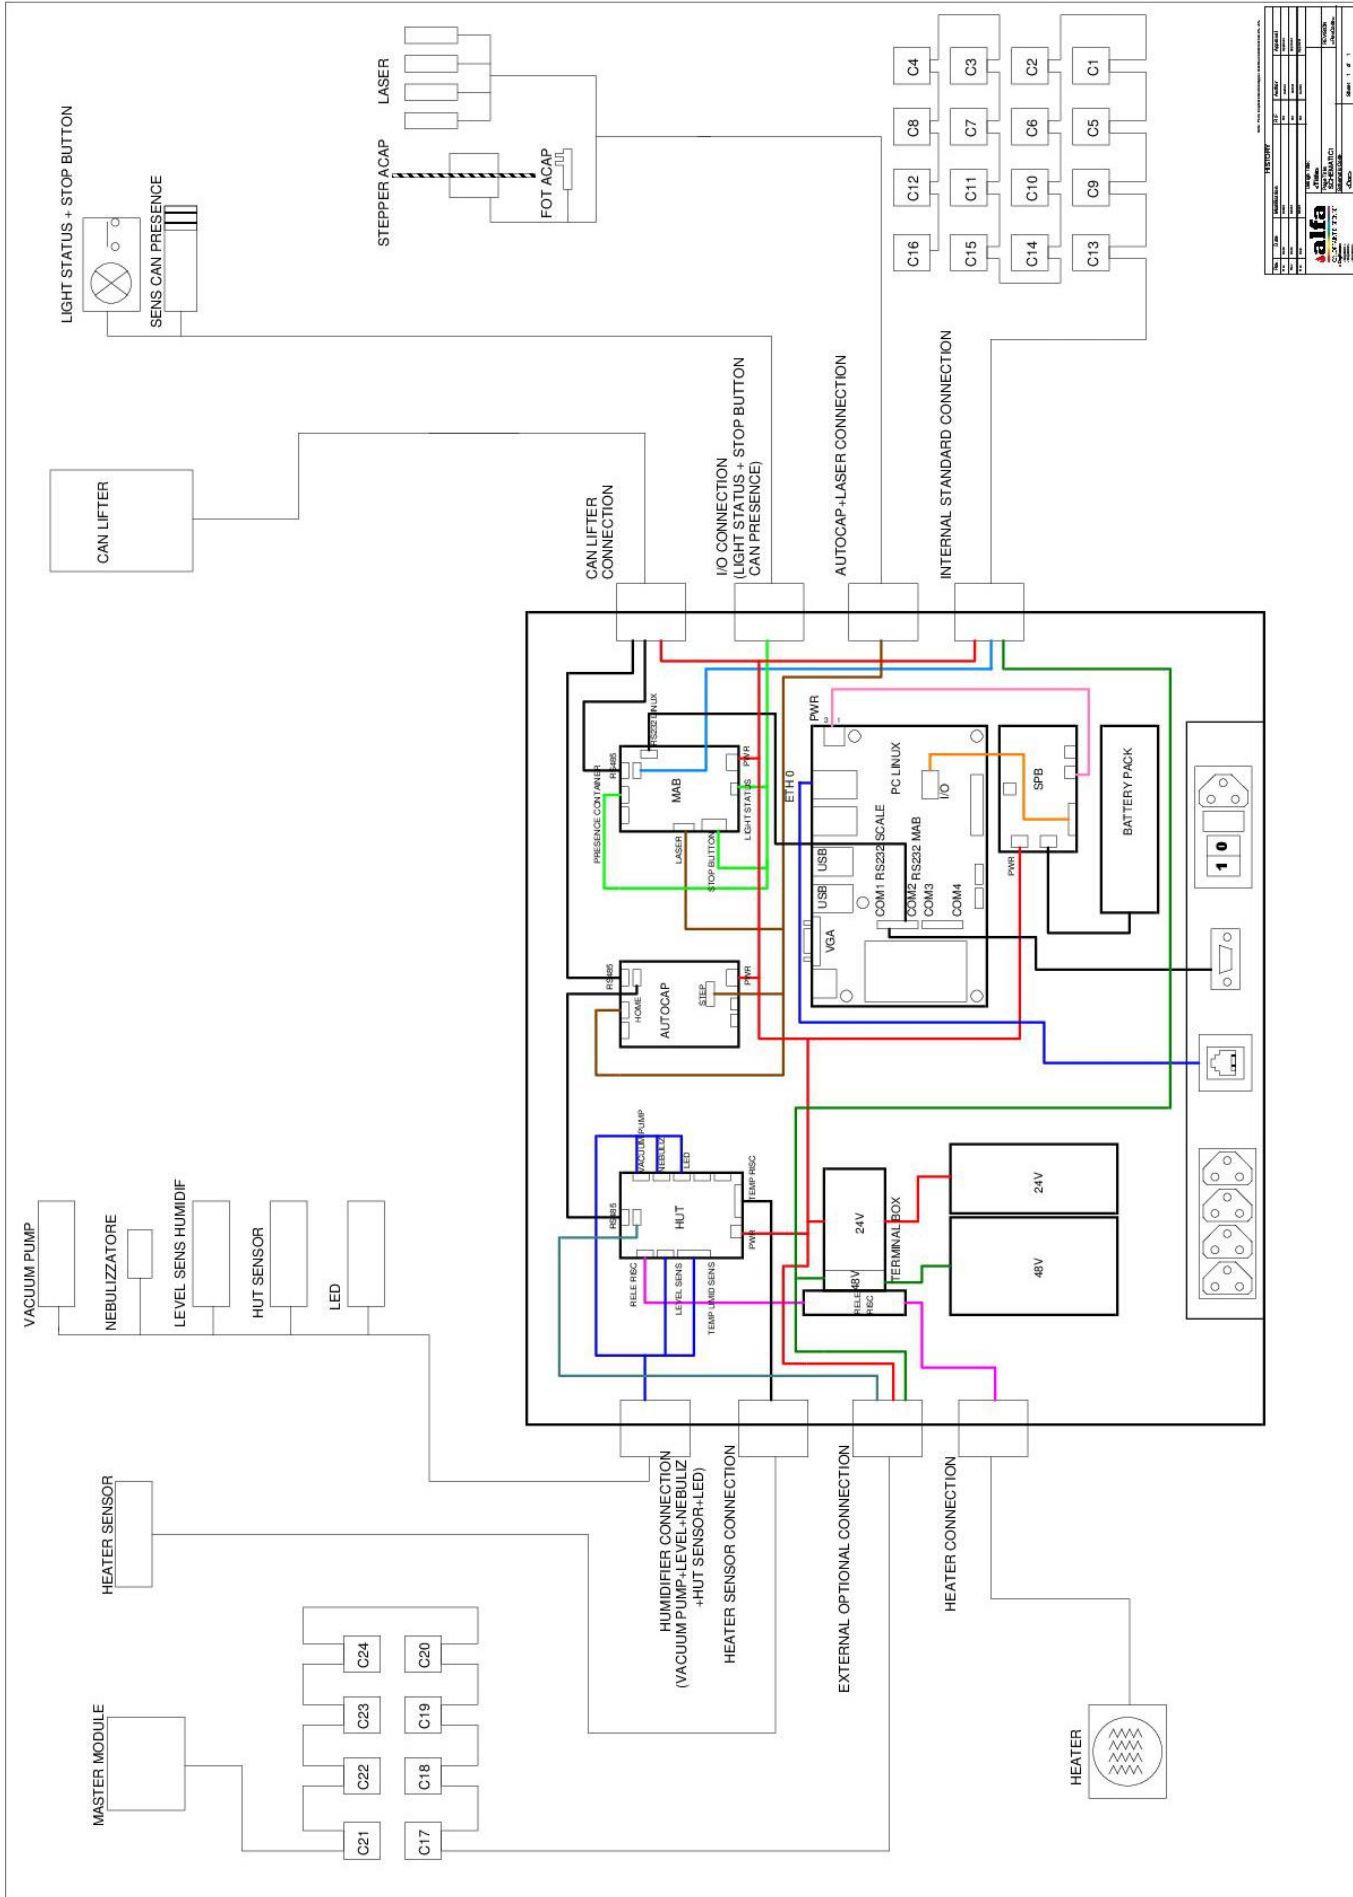 MASTER MODULE
C21
C22
C23
C24
C17
C18
C19
C20
HEATER SENSOR
VACUUM PUMP
NEBULIZZATORE
LEVEL SENS HUMIDIF
HUT SENSOR
LED
CAN LIFTER
LIGHT STATUS + STOP BUTTON
SENS CAN PRESENCE
LASER
STEPPER ACAP
FOT ACAP
C4
C3
C2
C1
C8
C7
C6
C5
C12
C11
C10
C9
C16
C15
C14
C13
HUMIDIFIER CONNECTION
(VACUUM PUMP+LEVEL+NEBULIZ
+HUT SENSOR+LED)
HEATER SENSOR CONNECTION
EXTERNAL OPTIONAL CONNECTION
HEATER CONNECTION
HEATER
CAN LIFTER
CONNECTION
I/O CONNECTION
(LIGHT STATUS + STOP BUTTON
CAN PRESENCE)
AUTOCAP+LASER CONNECTION
INTERNAL STANDARD CONNECTION
RS485
VACUUM PUMP
NEBULIZ
LED
HUT
RELE RISC
LEVEL SENS
TEMP UMID SENS
PWR
TEMP RISC
RS485
HOME
AUTOCAP
STEP
PWR
PRESENCE CONTAINER
RS485
RS232 LINUX
MAB
LASER
STOP BUTTON
LIGHT STATUS
PWR
24V
48V
TERMINAL BOX
RELE
RISC
24V
48V
ETH 0
PWR
USB
USB
VGA
PC LINUX
I/O
COM1 RS232 SCALE
COM2 RS232 MAB
COM3
COM4
SPB
PWR
BATTERY PACK
1 0
HISTORY
alfa
SCHEMATICI
Sheet 1 of 1